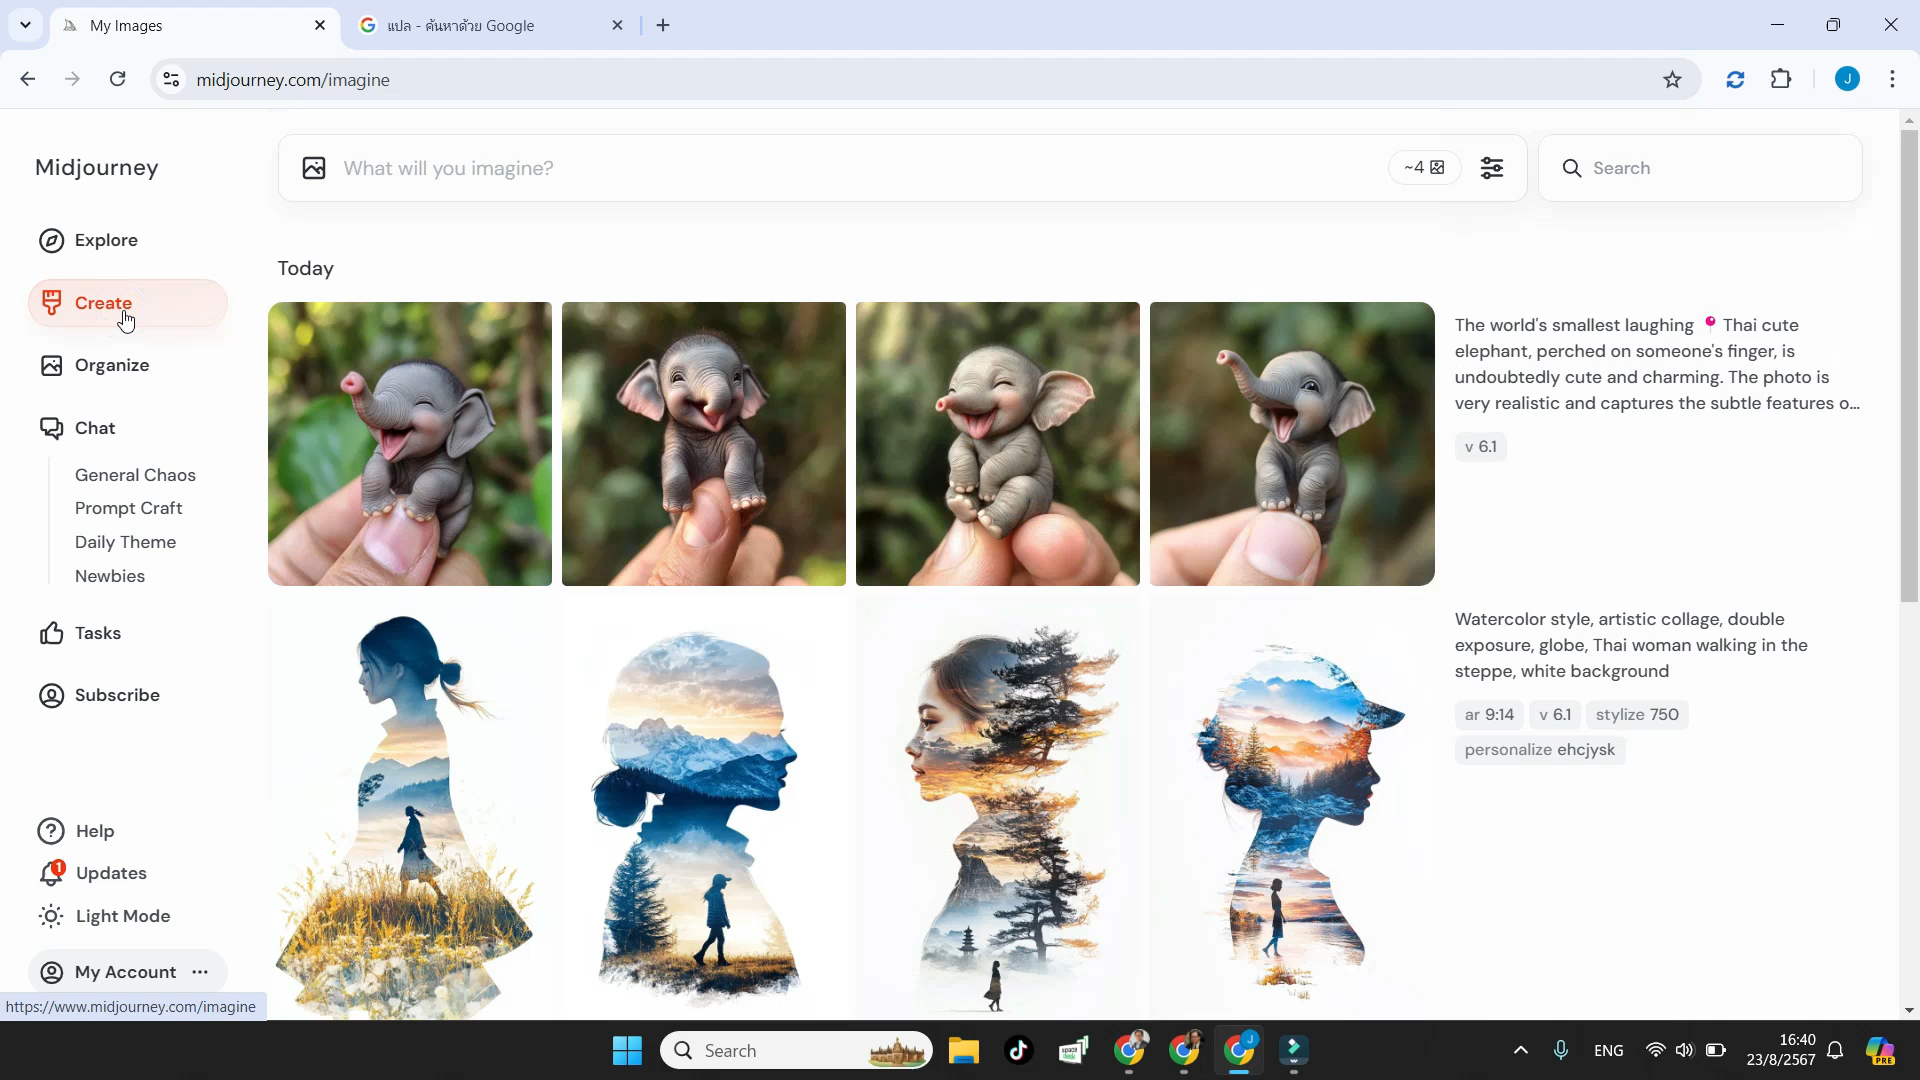 My Images
แปล - ค้นหาด้วย Google
midjourney.com/imagine
J
Midjourney
What will you imagine?
~4
Search
Explore
Create
Organize
Chat
General Chaos
Prompt Craft
Daily Theme
Newbies
Tasks
Subscribe
Help
1
Updates
Light Mode
My Account
https://www.midjourney.com/imagine
Today
The world's smallest laughing 📍 Thai cute
elephant, perched on someone's finger, is
undoubtedly cute and charming. The photo is
very realistic and captures the subtle features o...
v 6.1
Watercolor style, artistic collage, double
exposure, globe, Thai woman walking in the
steppe, white background
ar 9:14 v 6.1 stylize 750
personalize ehcjysk
Search
J
ENG
16:40
23/8/2567
PRE